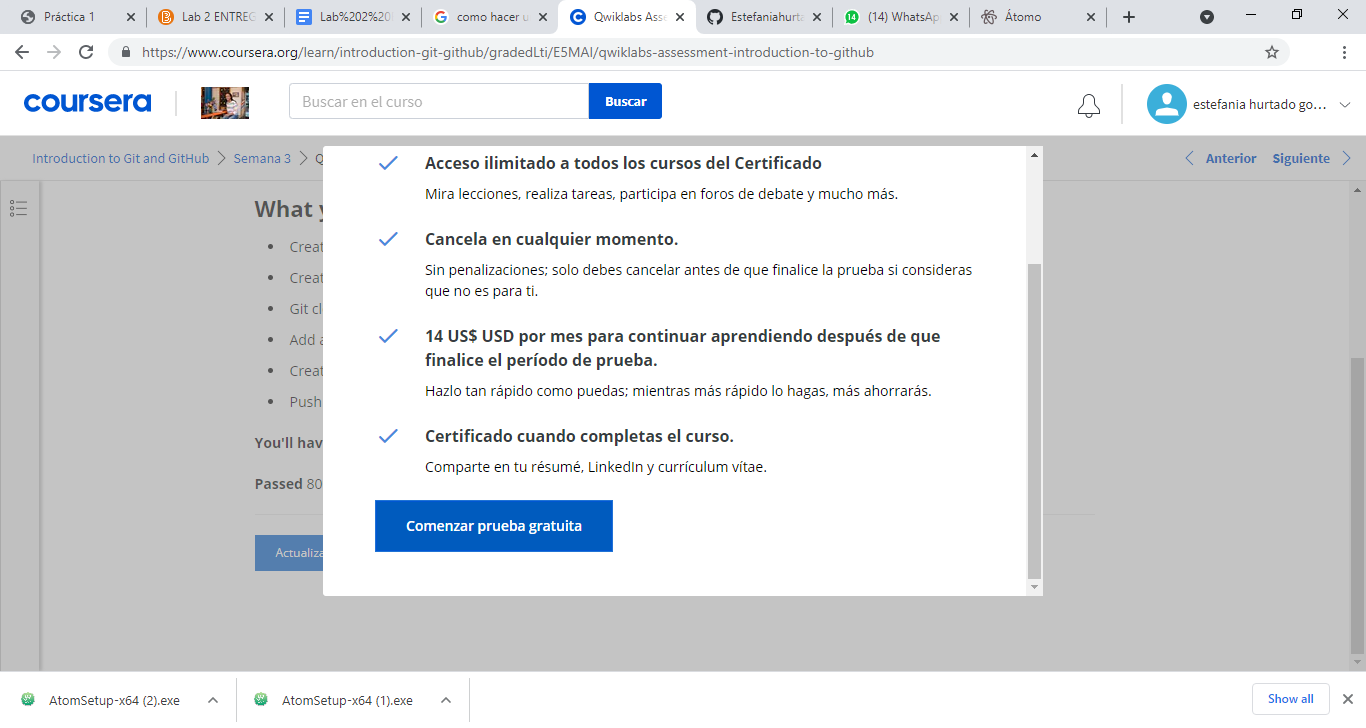 Práctica 1
Lab 2 ENTREG
Lab%202%20
como hacer u
Qwiklabs Asse
Estefaniahurta
(14) WhatsAp
Átomo
https://www.coursera.org/learn/introduction-git-github/gradedLti/E5MAI/qwiklabs-assessment-introduction-to-github
coursera
Buscar en el curso
Buscar
estefania hurtado go...
Introduction to Git and GitHub
Semana 3
Q
Anterior
Siguiente
What y
Creat
Creat
Git cl
Add a
Creat
Push
You'll hav
Passed 80
Actualiza
Acceso ilimitado a todos los cursos del Certificado
Mira lecciones, realiza tareas, participa en foros de debate y mucho más.
Cancela en cualquier momento.
Sin penalizaciones; solo debes cancelar antes de que finalice la prueba si consideras
que no es para ti.
14 US$ USD por mes para continuar aprendiendo después de que
finalice el período de prueba.
Hazlo tan rápido como puedas; mientras más rápido lo hagas, más ahorrarás.
Certificado cuando completas el curso.
Comparte en tu résumé, LinkedIn y currículum vítae.
Comenzar prueba gratuita
AtomSetup-x64 (2).exe
AtomSetup-x64 (1).exe
Show all